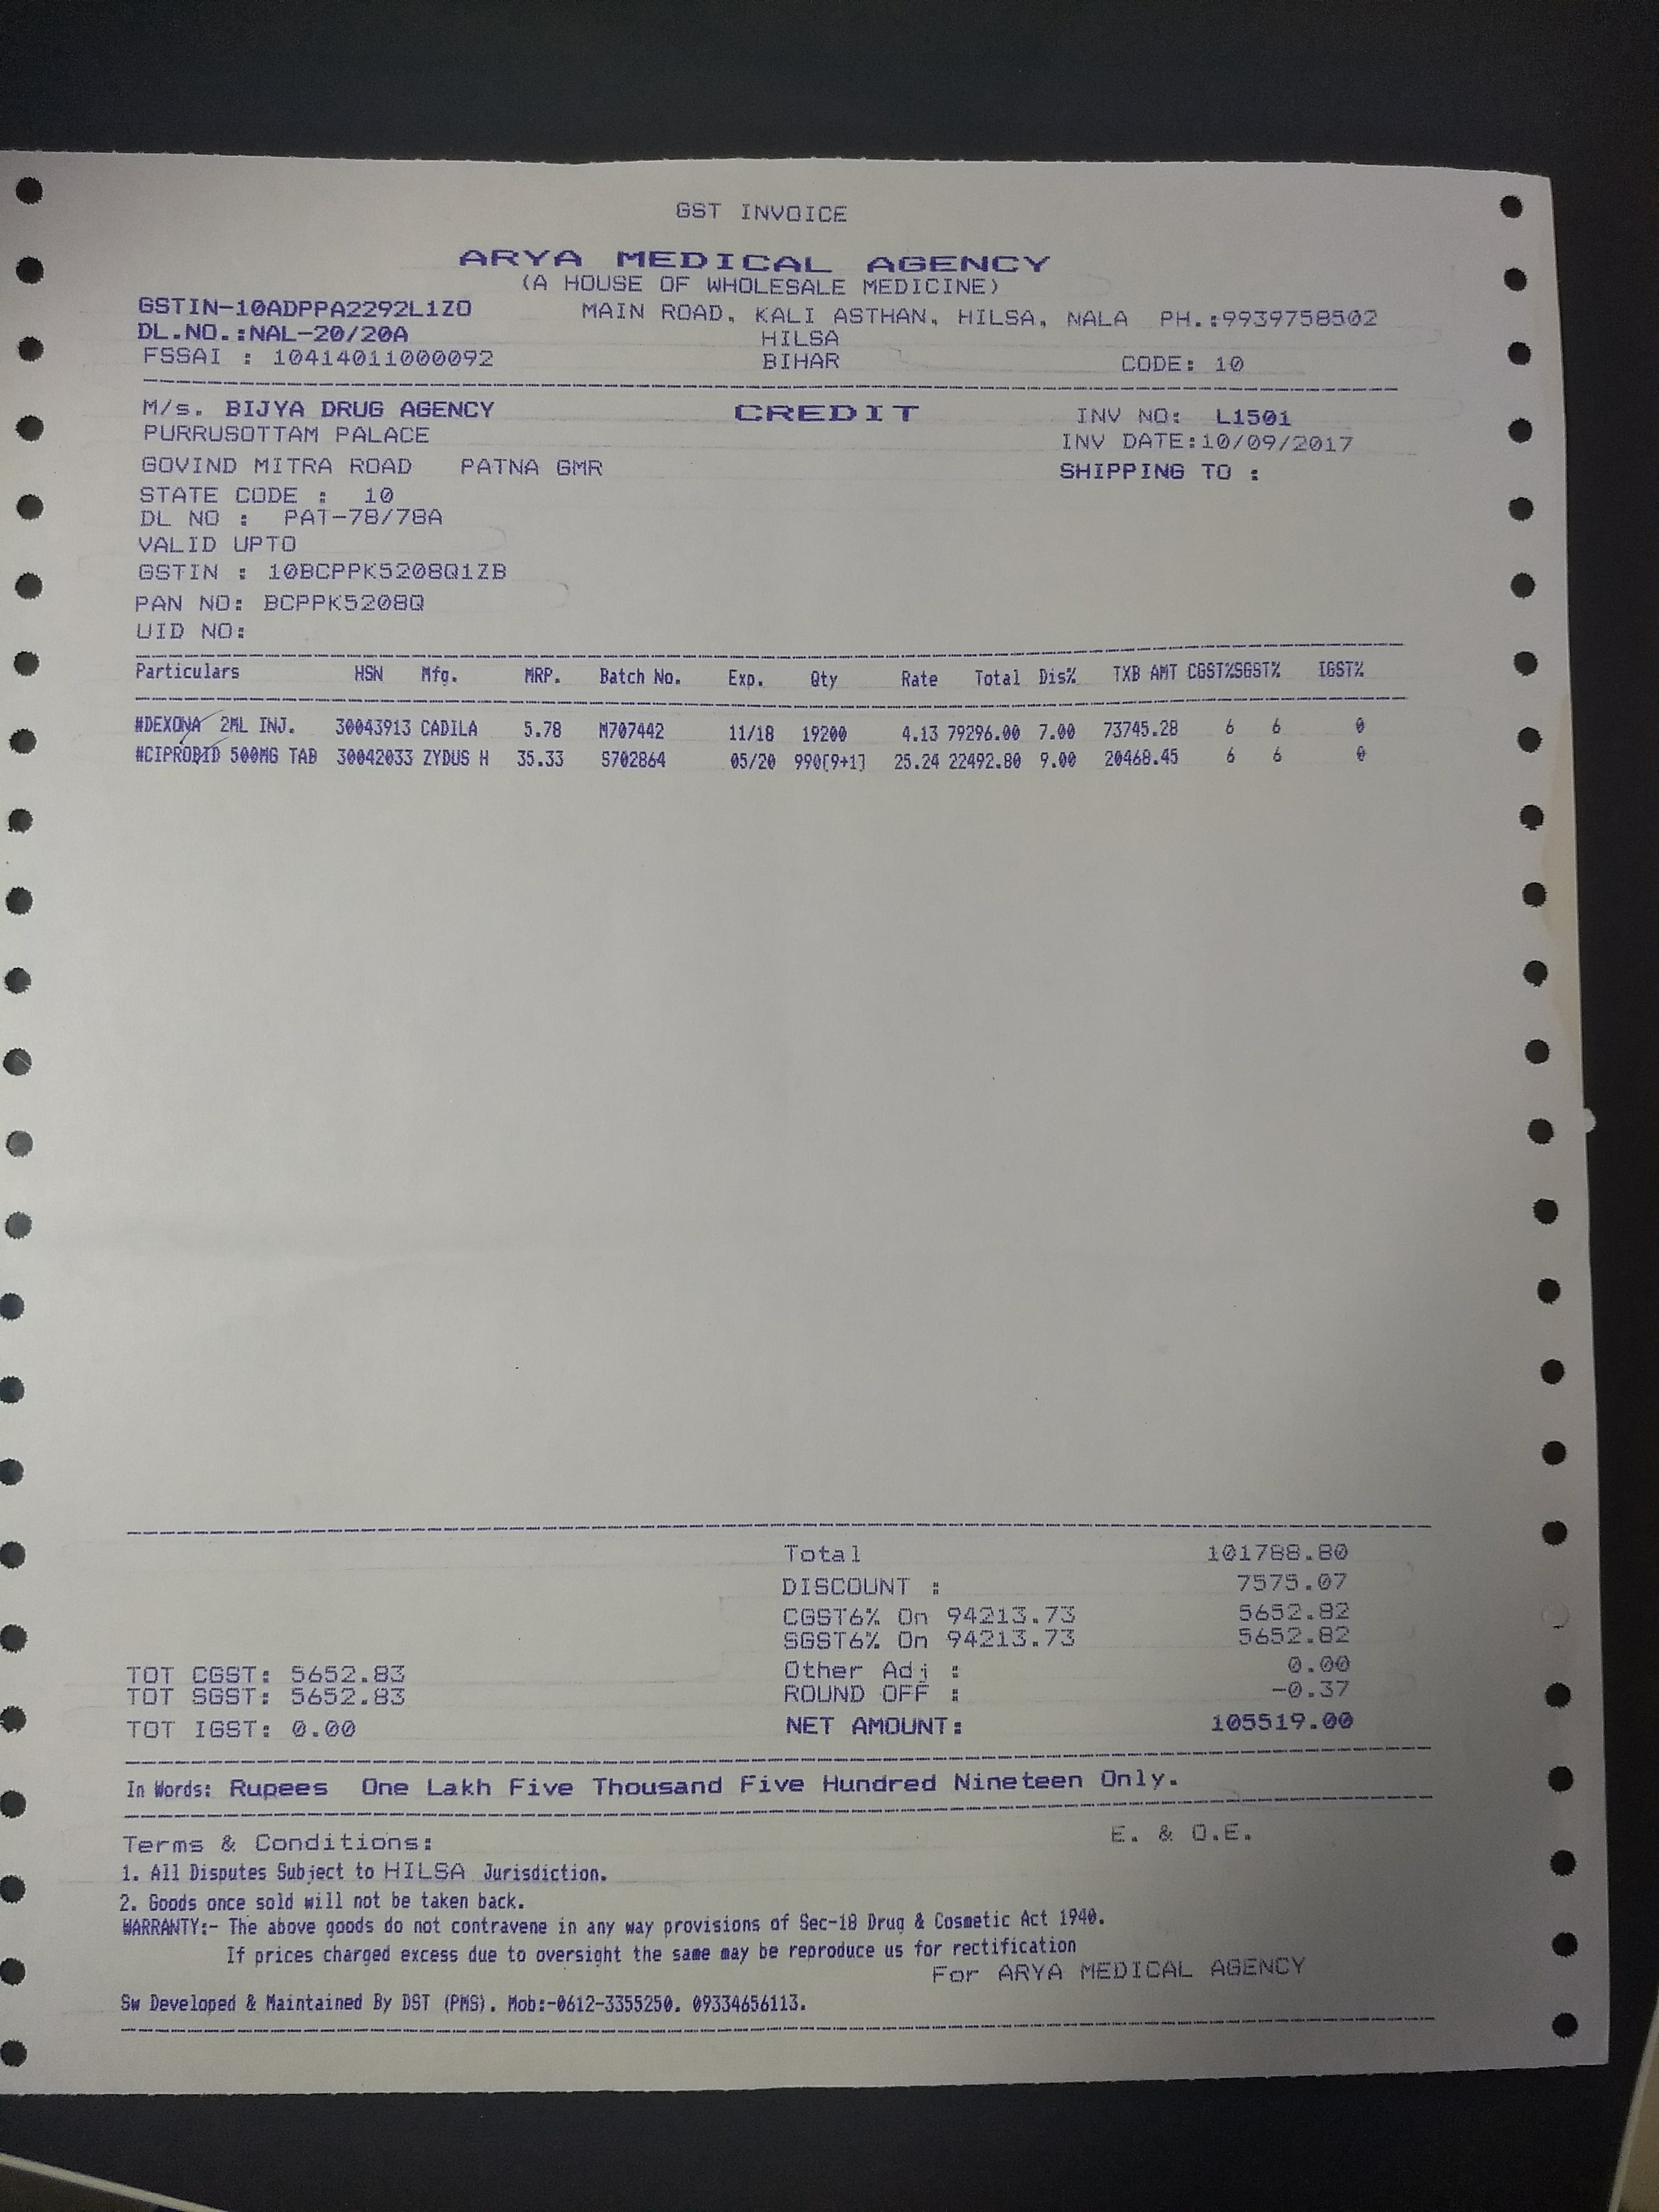 GST INVOICE
ARYA MEDICAL AGENCY
(A HOUSE OF WHOLESALE MEDICINE)
GSTIN-10ADPPA2292L1ZO MAIN ROAD, KALI ASTHAN, HILSA, NALA PH.:9939758502
DL.NO.:NAL-20/20A HILSA
FSSAI : 10414011000092 BIHAR CODE: 10
M/s. BIJYA DRUG AGENCY CREDIT INV NO: L1501
PURRUSOTTAM PALACE INV DATE:10/09/2017
GOVIND MITRA ROAD PATNA GMR SHIPPING TO :
STATE CODE : 10
DL NO : PAT-78/78A
VALID UPTO
GSTIN : 10BCPPK5208Q1ZB
PAN NO: BCPPK5208Q
UID NO:
Particulars HSN Mfg. MRP. Batch No. Exp. Qty Rate Total Dis% TXB AMT CGST%SGST% IGST%
#DEXONA 2ML INJ. 30043913 CADILA 5.78 M707442 11/18 19200 4.13 79296.00 7.00 73745.28 6 6 0
#CIPROBID 500MG TAB 30042033 ZYDUS H 35.33 S702864 05/20 990[9+1] 25.24 22492.80 9.00 20468.45 6 6 0
Total 101788.80
DISCOUNT : 7575.07
CGST6% On 94213.73 5652.82
SGST6% On 94213.73 5652.82
TOT CGST: 5652.83 Other Adj : 0.00
TOT SGST: 5652.83 ROUND OFF : -0.37
TOT IGST: 0.00 NET AMOUNT: 105519.00
In Words: Rupees One Lakh Five Thousand Five Hundred Nineteen Only.
Terms & Conditions: E. & O.E.
1. All Disputes Subject to HILSA Jurisdiction.
2. Goods once sold will not be taken back.
WARRANTY:- The above goods do not contravene in any way provisions of Sec-18 Drug & Cosmetic Act 1940.
If prices charged excess due to oversight the same may be reproduce us for rectification
For ARYA MEDICAL AGENCY
Sw Developed & Maintained By DST (PMS). Mob:-0612-3355250. 09334656113.